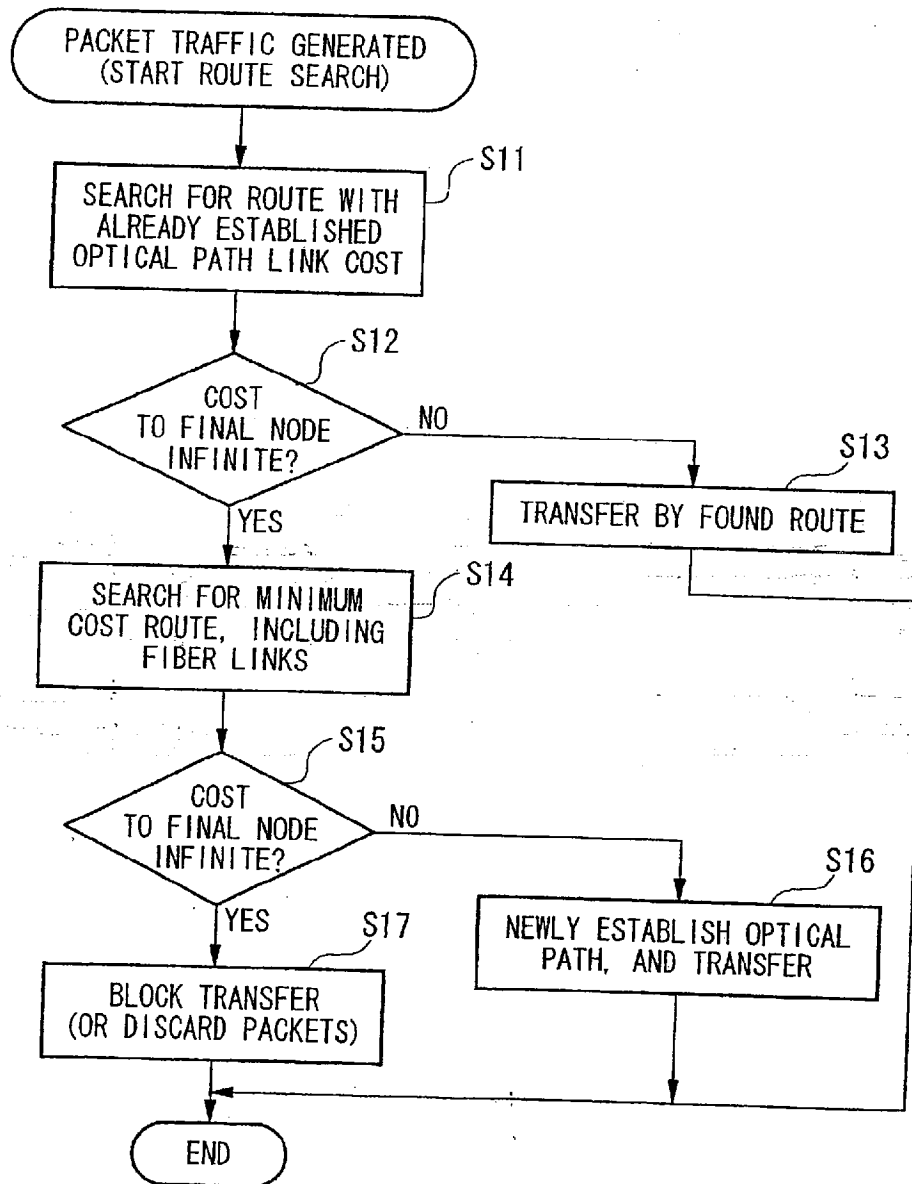 PACKET TRAFFIC GENERATED
(START ROUTE SEARCH)
S11
SEARCH FOR ROUTE WITH
ALREADY ESTABLISHED
OPTICAL PATH LINK COST
S12
COST
TO FINAL NODE
INFINITE?
NO
YES
S13
TRANSFER BY FOUND ROUTE
S14
SEARCH FOR MINIMUM
COST ROUTE, INCLUDING
FIBER LINKS
S15
COST
TO FINAL NODE
INFINITE?
NO
YES
S16
NEWLY ESTABLISH OPTICAL
PATH, AND TRANSFER
S17
BLOCK TRANSFER
(OR DISCARD PACKETS)
END